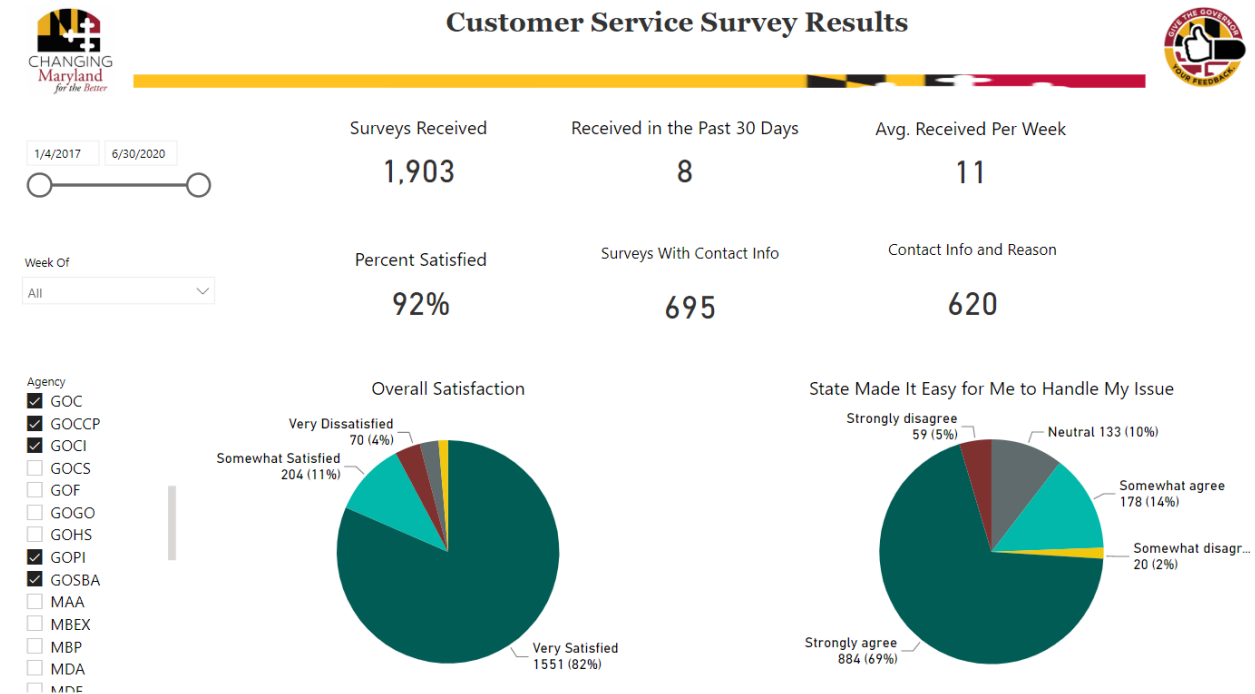 CHANGING
Maryland
for the Better
Customer Service Survey Results
GIVE THE GOVERNOR
YOUR FEEDBACK.
1/4/2017
6/30/2020
Surveys Received
1,903
Received in the Past 30 Days
8
Avg. Received Per Week
11
Week Of
All
Percent Satisfied
92%
Surveys With Contact Info
695
Contact Info and Reason
620
Agency
GOC
GOCCP
GOCI
GOCS
GOF
GOGO
GOHS
GOPI
GOSBA
MAA
MBEX
MBP
MDA
MDE
Overall Satisfaction
Very Dissatisfied
70 (4%)
Somewhat Satisfied
204 (11%)
Very Satisfied
1551 (82%)
State Made It Easy for Me to Handle My Issue
Strongly disagree
59 (5%)
Neutral 133 (10%)
Somewhat agree
178 (14%)
Somewhat disagr...
20 (2%)
Strongly agree
884 (69%)